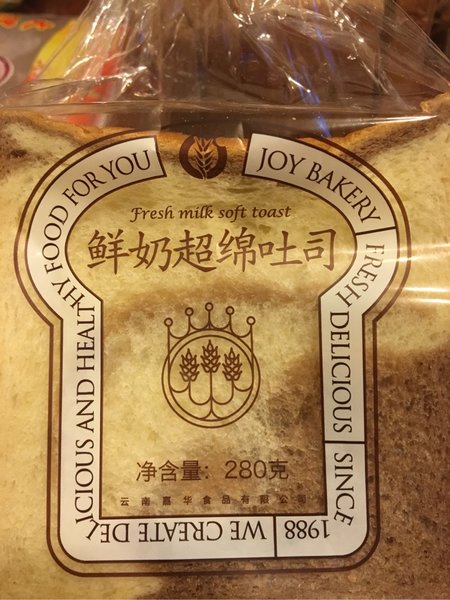 WE CREATE DELICIOUS AND HEALTHY FOOD FOR YOU
JOY BAKERY
FRESH DELICIOUS
SINCE
1988
Fresh milk soft toast
鲜奶超绵吐司
净含量：280克
云南嘉华食品有限公司